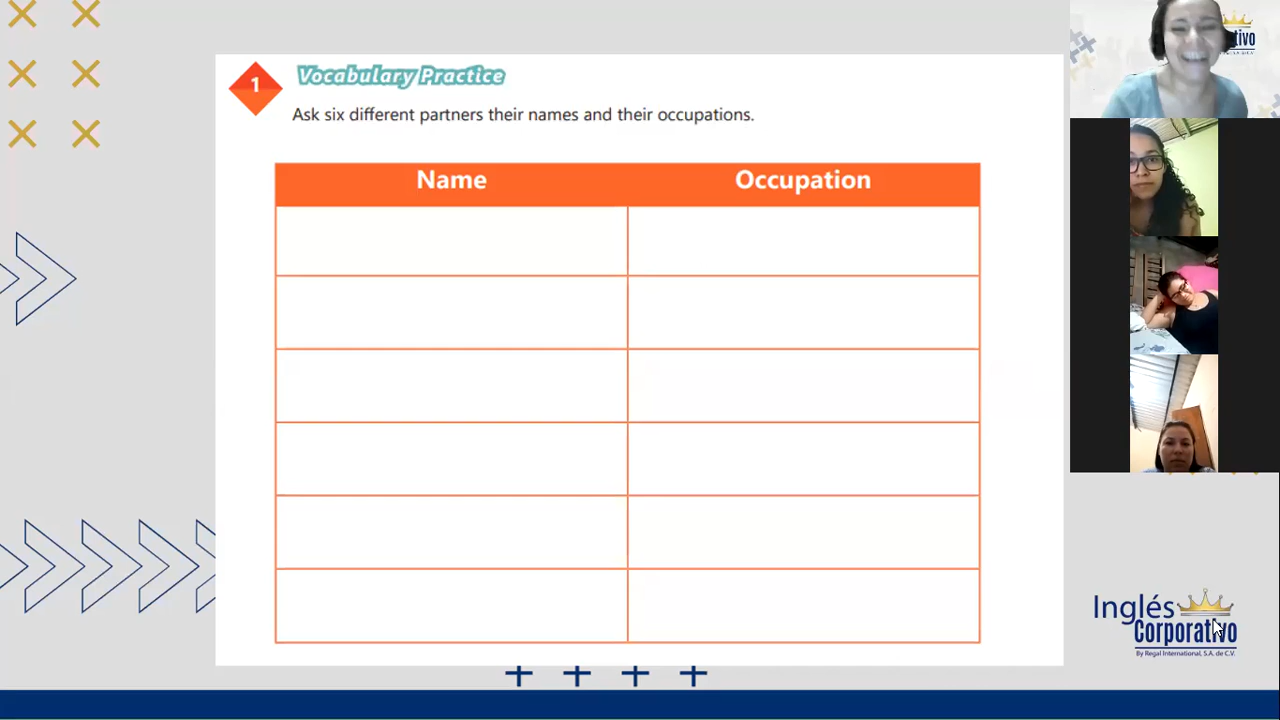 1
Vocabulary Practice
Ask six different partners their names and their occupations.
Name
Occupation
tivo
Inglés
Corporativo
By Regal International, S.A. de C.V.